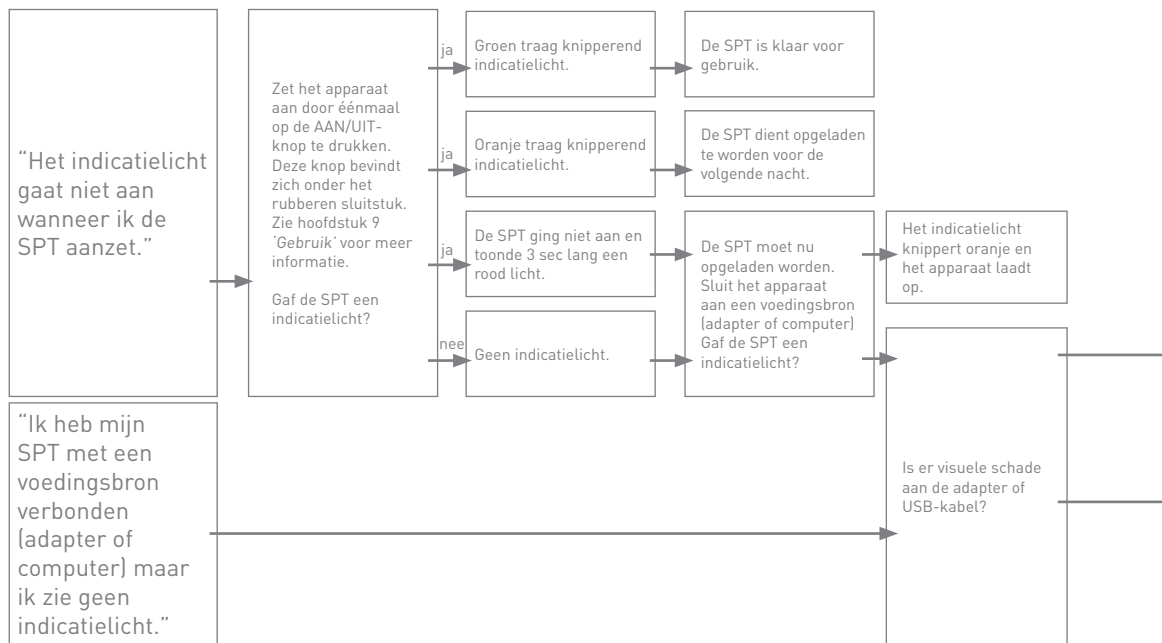 “Het indicatielicht
gaat niet aan
wanneer ik de
SPT aanzet.”
Zet het apparaat
aan door éénmaal
op de AAN/UIT-
knop te drukken.
Deze knop bevindt
zich onder het
rubberen sluitstuk.
Zie hoofdstuk 9
‘Gebruik’ voor meer
informatie.
Gaf de SPT een
indicatielicht?
ja
Groen traag knipperend
indicatielicht.
De SPT is klaar voor
gebruik.
ja
Oranje traag knipperend
indicatielicht.
De SPT dient opgeladen
te worden voor de
volgende nacht.
ja
De SPT ging niet aan en
toonde 3 sec lang een
rood licht.
nee
Geen indicatielicht.
De SPT moet nu
opgeladen worden.
Sluit het apparaat
aan een voedingsbron
(adapter of computer)
Gaf de SPT een
indicatielicht?
Het indicatielicht
knippert oranje en
het apparaat laadt
op.
“Ik heb mijn
SPT met een
voedingsbron
verbonden
(adapter of
computer) maar
ik zie geen
indicatielicht.”
Is er visuele schade
aan de adapter of
USB-kabel?